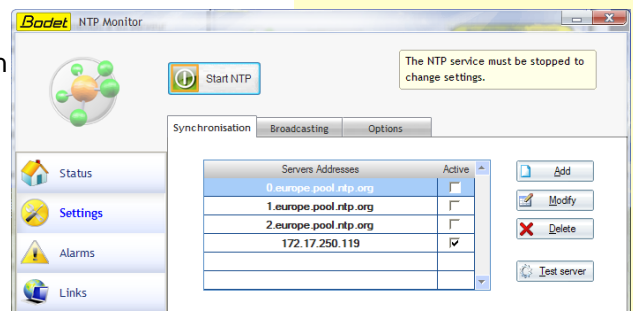 Bodet NTP Monitor
n
Start NTP
The NTP service must be stopped to
change settings.
Synchronisation Broadcasting Options
Status
Settings
Alarms
Links
Servers Addresses Active
0.europe.pool.ntp.org
1.europe.pool.ntp.org
2.europe.pool.ntp.org
172.17.250.119
Add
Modify
Delete
Test server